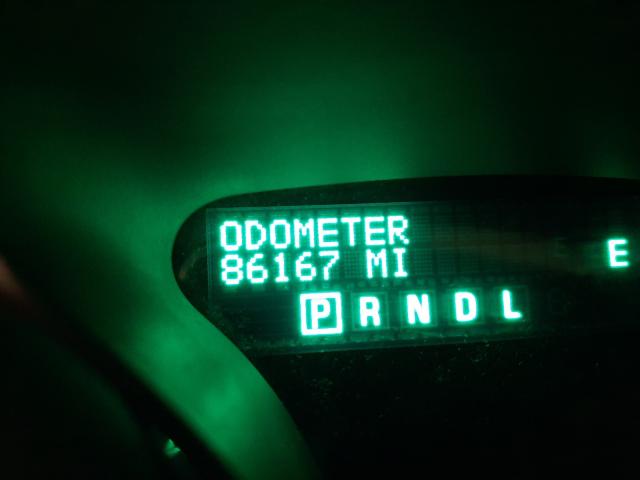 ODOMETER
86167 MI
P R N D L
E